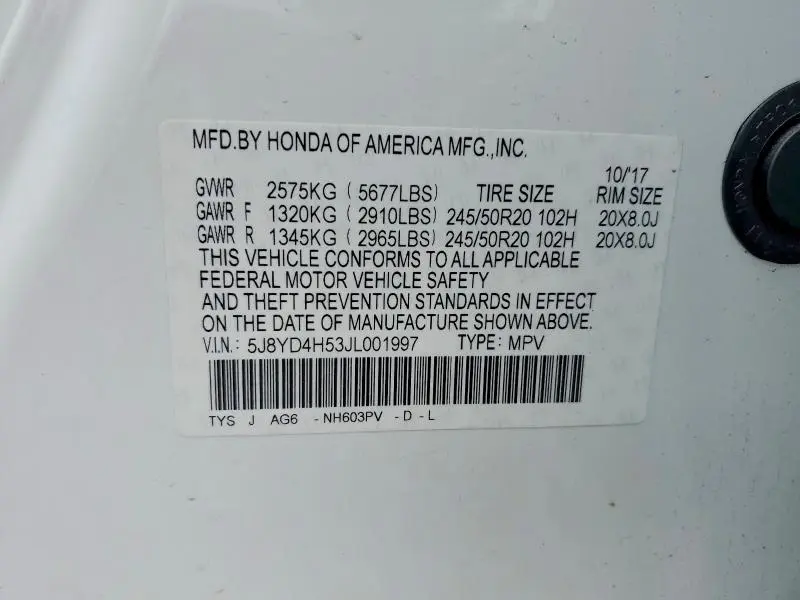 MFD.BY HONDA OF AMERICA MFG.,INC.
10/'17
GVWR 2575KG ( 5677LBS) TIRE SIZE RIM SIZE
GAWR F 1320KG ( 2910LBS) 245/50R20 102H 20X8.0J
GAWR R 1345KG ( 2965LBS) 245/50R20 102H 20X8.0J
THIS VEHICLE CONFORMS TO ALL APPLICABLE
FEDERAL MOTOR VEHICLE SAFETY
AND THEFT PREVENTION STANDARDS IN EFFECT
ON THE DATE OF MANUFACTURE SHOWN ABOVE.
V.I.N.: 5J8YD4H53JL001997 TYPE: MPV
TYS J AG6 -NH603PV -D-L